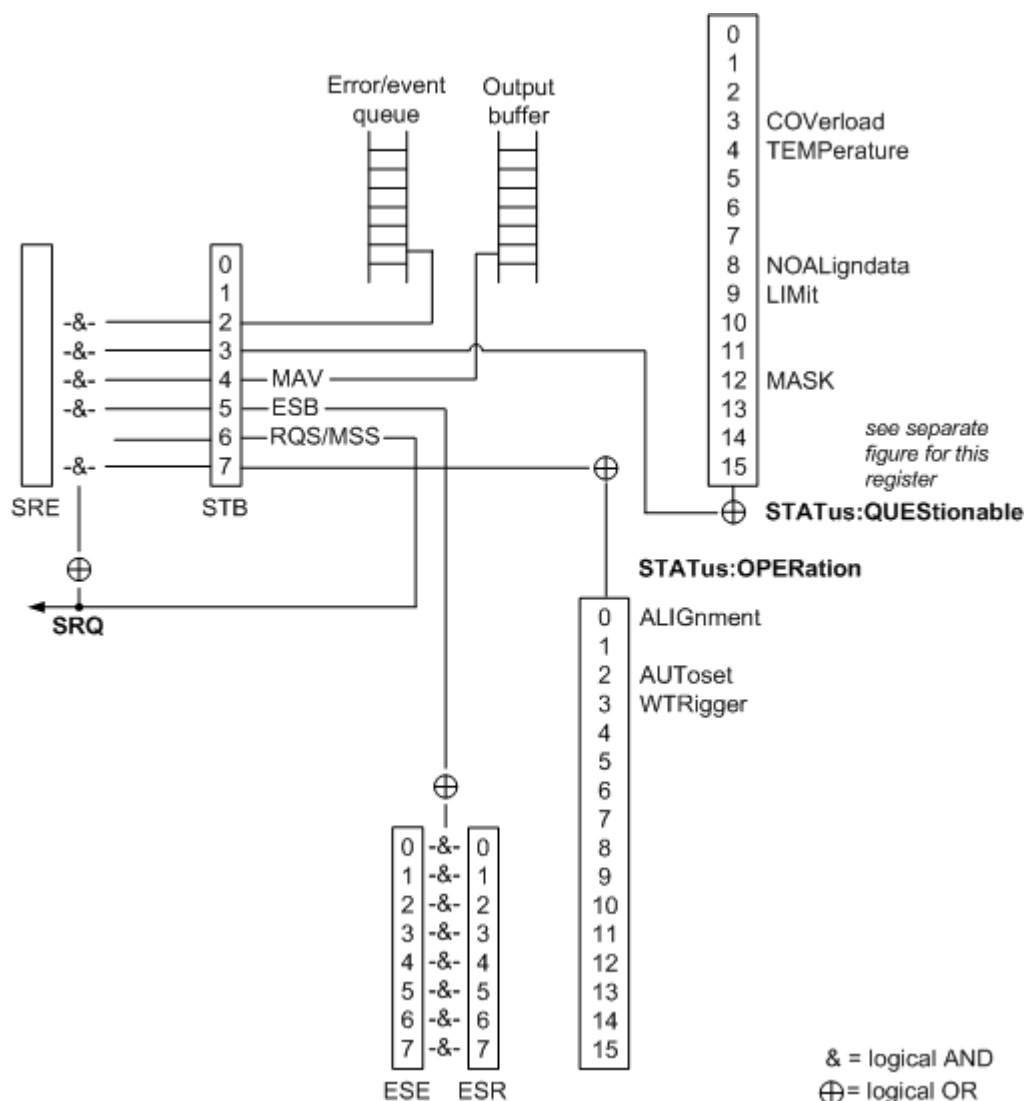 Error/event
queue
Output
buffer
0
1
2
3 COVerload
4 TEMPerature
5
6
7
8 NOALigndata
9 LIMit
10
11
12 MASK
13
14
15
see separate
figure for this
register
STATus:QUEStionable
0
1
-&- 2
-&- 3
-&- 4 MAV
-&- 5 ESB
6 RQS/MSS
-&- 7
SRE STB
SRQ
STATus:OPERation
0 ALIGnment
1
2 AUToset
3 WTRigger
4
5
6
7
8
9
10
11
12
13
14
15
0 -&- 0
1 -&- 1
2 -&- 2
3 -&- 3
4 -&- 4
5 -&- 5
6 -&- 6
7 -&- 7
ESE ESR
& = logical AND
⊕ = logical OR